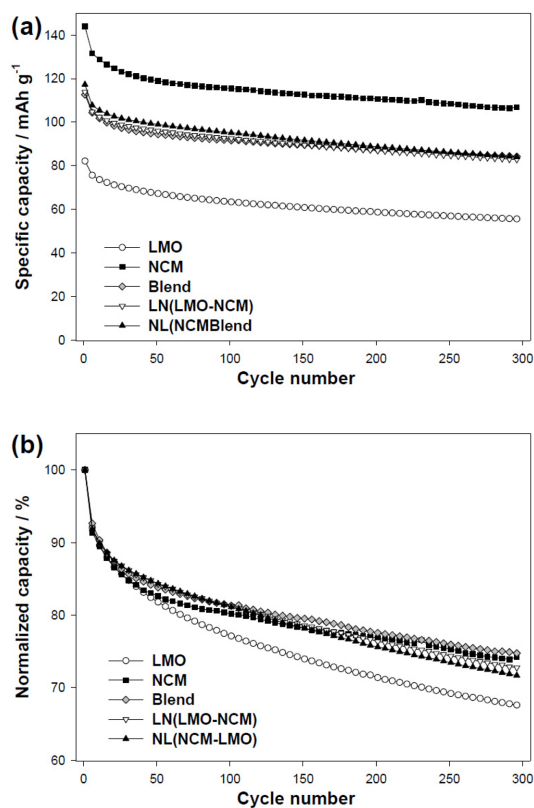 (a)
Specific capacity / mAh g-1
140
120
100
80
60
40
20
0
LMO
NCM
Blend
LN(LMO-NCM)
NL(NCMBlend
0 50 100 150 200 250 300
Cycle number
(b)
Normalized capacity / %
100
90
80
70
60
LMO
NCM
Blend
LN(LMO-NCM)
NL(NCM-LMO)
0 50 100 150 200 250 300
Cycle number